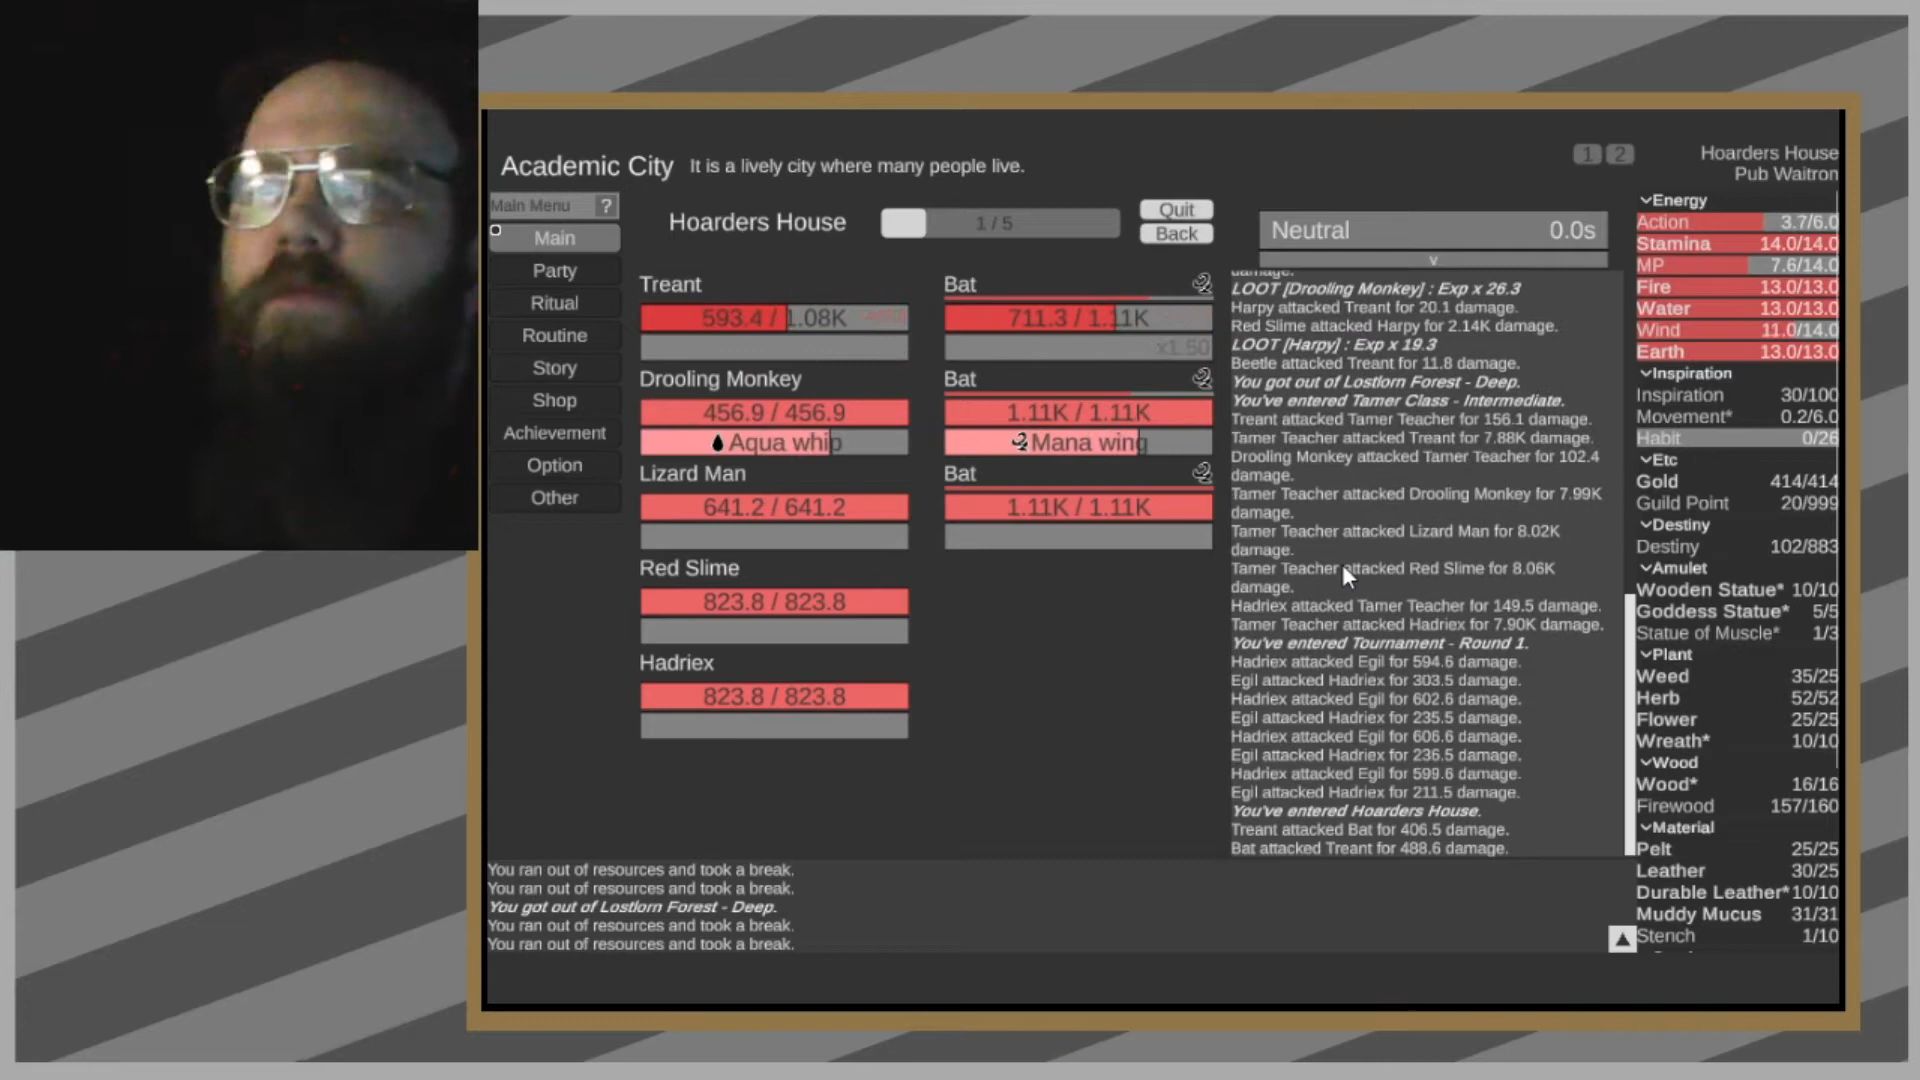 Academic City It is a lively city where many people live.
1 2
Hoarders House
Pub Waitron
Main Menu ?
Main
Party
Ritual
Routine
Story
Shop
Achievement
Option
Other
Hoarders House 1 / 5
Quit
Back
Treant
593.4 / 1.08K
Drooling Monkey
456.9 / 456.9
Aqua whip
Lizard Man
641.2 / 641.2
Red Slime
823.8 / 823.8
Hadriex
823.8 / 823.8
Bat
711.3 / 1.11K
x1.50
Bat
1.11K / 1.11K
Mana wing
Bat
1.11K / 1.11K
Neutral 0.0s
v
damage.
LOOT [Drooling Monkey] : Exp x 26.3
Harpy attacked Treant for 20.1 damage.
Red Slime attacked Harpy for 2.14K damage.
LOOT [Harpy] : Exp x 19.3
Beetle attacked Treant for 11.8 damage.
You got out of Lostlorn Forest - Deep.
You've entered Tamer Class - Intermediate.
Treant attacked Tamer Teacher for 156.1 damage.
Tamer Teacher attacked Treant for 7.88K damage.
Drooling Monkey attacked Tamer Teacher for 102.4
damage.
Tamer Teacher attacked Drooling Monkey for 7.99K
damage.
Tamer Teacher attacked Lizard Man for 8.02K
damage.
Tamer Teacher attacked Red Slime for 8.06K
damage.
Hadriex attacked Tamer Teacher for 149.5 damage.
Tamer Teacher attacked Hadriex for 7.90K damage.
You've entered Tournament - Round 1.
Hadriex attacked Egil for 594.6 damage.
Egil attacked Hadriex for 303.5 damage.
Hadriex attacked Egil for 602.6 damage.
Egil attacked Hadriex for 235.5 damage.
Hadriex attacked Egil for 606.6 damage.
Egil attacked Hadriex for 236.5 damage.
Hadriex attacked Egil for 599.6 damage.
Egil attacked Hadriex for 211.5 damage.
You've entered Hoarders House.
Treant attacked Bat for 406.5 damage.
Bat attacked Treant for 488.6 damage.
Energy
Action 3.7/6.0
Stamina 14.0/14.0
MP 7.6/14.0
Fire 13.0/13.0
Water 13.0/13.0
Wind 11.0/14.0
Earth 13.0/13.0
Inspiration
Inspiration 30/100
Movement* 0.2/6.0
Habit 0/26
Etc
Gold 414/414
Guild Point 20/999
Destiny
Destiny 102/883
Amulet
Wooden Statue* 10/10
Goddess Statue* 5/5
Statue of Muscle* 1/3
Plant
Weed 35/25
Herb 52/52
Flower 25/25
Wreath* 10/10
Wood
Wood* 16/16
Firewood 157/160
Material
Pelt 25/25
Leather 30/25
Durable Leather* 10/10
Muddy Mucus 31/31
Stench 1/10
You ran out of resources and took a break.
You ran out of resources and took a break.
You got out of Lostlorn Forest - Deep.
You ran out of resources and took a break.
You ran out of resources and took a break.